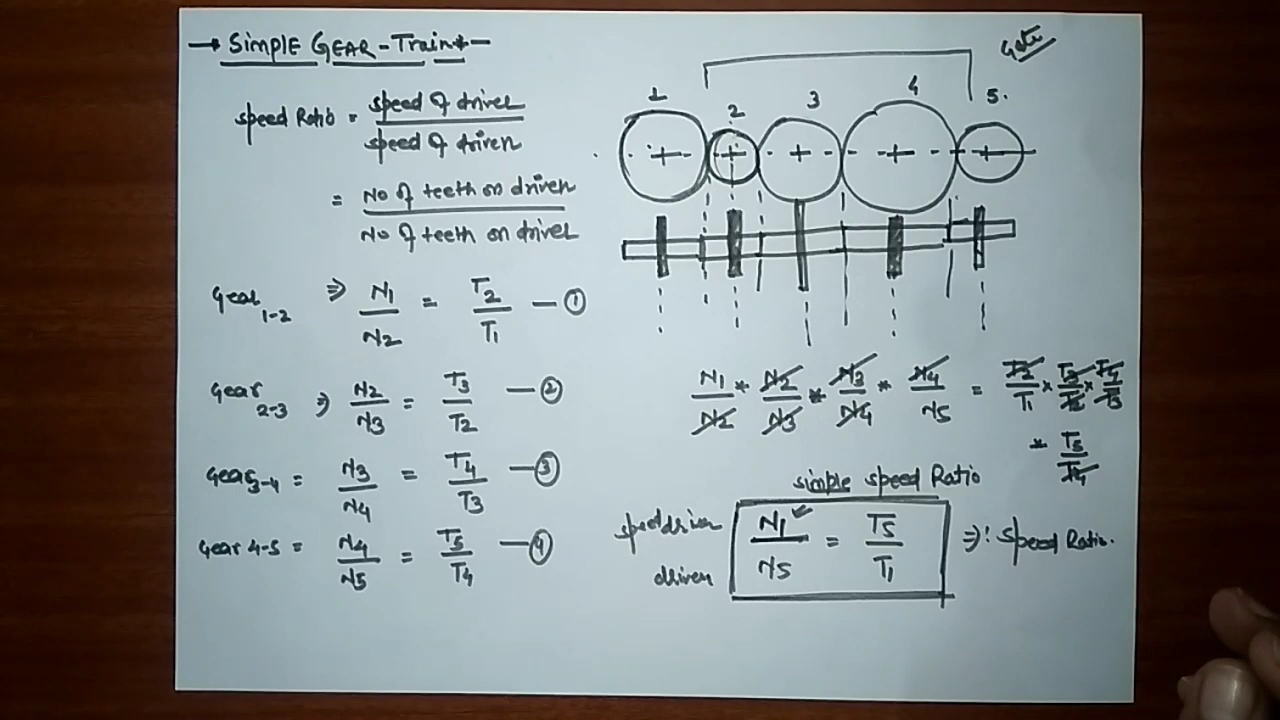 → Simple GEAR-Train:-
Speed Ratio = speed of driver / speed of driven
= No of teeth on driven / No of teeth on driver
Gear 1-2 ⇒ N1/N2 = T2/T1 — ①
Gear 2-3 ⇒ N2/N3 = T3/T2 — ②
Gear 3-4 = N3/N4 = T4/T3 — ③
Gear 4-5 = N4/N5 = T5/T4 — ④
Gate
1 2 3 4 5.
N1/N2 * N2/N3 * N3/N4 * N4/N5 = T2/T1 × T3/T2 × T4/T3
* T5/T4
simple speed Ratio
speed driver
driven
N1/N5 = T5/T1 ⇒: Speed Ratio.